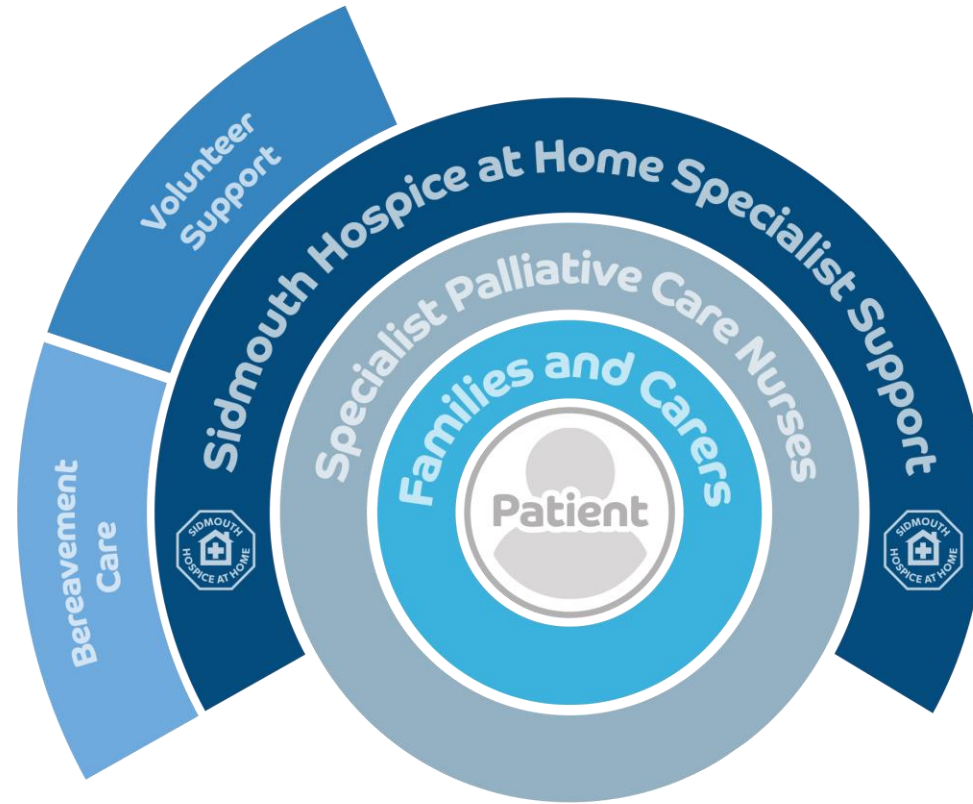 Volunteer
Support
Bereavement
Care
Sidmouth Hospice at Home Specialist Support
Specialist Palliative Care Nurses
Families and Carers
Patient
SIDMOUTH
HOSPICE AT HOME
SIDMOUTH
HOSPICE AT HOME